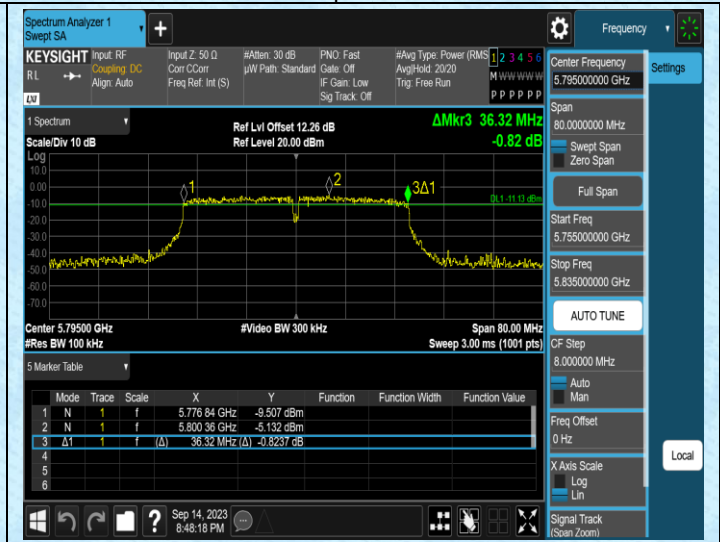 Spectrum Analyzer 1
Swept SA
Frequency
KEYSIGHT
RL
LXI
Input: RF
Coupling: DC
Align: Auto
Input Z: 50 Ω
Corr CCorr
Freq Ref: Int (S)
#Atten: 30 dB
µW Path: Standard
PNO: Fast
Gate: Off
IF Gain: Low
Sig Track: Off
#Avg Type: Power (RMS
Avg|Hold: 20/20
Trig: Free Run
1 2 3 4 5 6
M W W W W W
P P P P P P
1 Spectrum
Scale/Div 10 dB
Ref Lvl Offset 12.26 dB
Ref Level 20.00 dBm
ΔMkr3 36.32 MHz
-0.82 dB
Log
10.0
0.00
-10.0
-20.0
-30.0
-40.0
-50.0
-60.0
-70.0
1
2
3Δ1
DL1 -11.13 dBm
Center 5.79500 GHz
#Res BW 100 kHz
#Video BW 300 kHz
Span 80.00 MHz
Sweep 3.00 ms (1001 pts)
5 Marker Table
Mode Trace Scale X Y Function Function Width Function Value
1 N 1 f 5.776 84 GHz -9.507 dBm
2 N 1 f 5.800 36 GHz -5.132 dBm
3 Δ1 1 f (Δ) 36.32 MHz (Δ) -0.8237 dB
4
5
6
Sep 14, 2023
8:48:18 PM
Center Frequency
5.795000000 GHz
Span
80.0000000 MHz
Swept Span
Zero Span
Full Span
Start Freq
5.755000000 GHz
Stop Freq
5.835000000 GHz
AUTO TUNE
CF Step
8.000000 MHz
Auto
Man
Freq Offset
0 Hz
X Axis Scale
Log
Lin
Signal Track
(Span Zoom)
Settings
Local